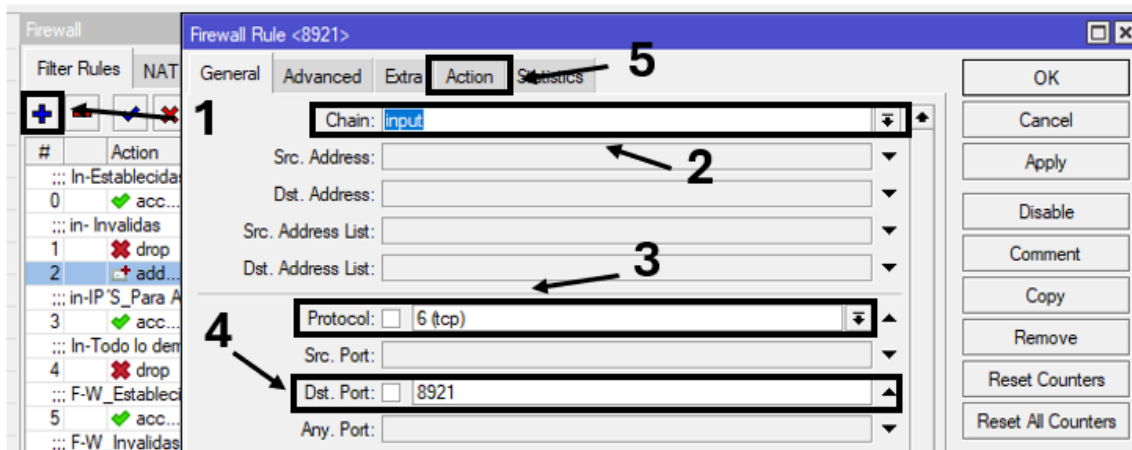 Firewall
Firewall Rule <8921>
Filter Rules NAT
General Advanced Extra Action Statistics 5
1
# Action
::: In-Establecidas
0 acc...
::: in- Invalidas
1 drop
2 add...
::: in-IP´S_Para A
3 acc...
::: In-Todo lo dem
4 drop
::: F-W_Estableci
5 acc...
::: F-W_Invalidas
Chain: input
2
Src. Address:
Dst. Address:
Src. Address List:
Dst. Address List:
3
Protocol: 6 (tcp)
4
Src. Port:
Dst. Port: 8921
Any. Port:
OK
Cancel
Apply
Disable
Comment
Copy
Remove
Reset Counters
Reset All Counters